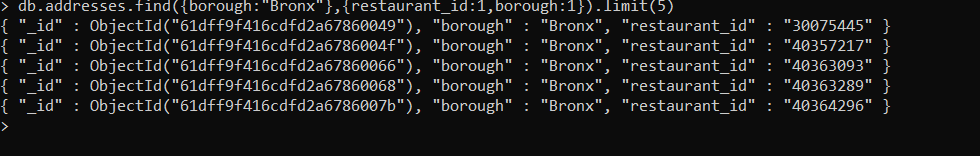 > db.addresses.find({borough:"Bronx"},{restaurant_id:1,borough:1}).limit(5)
{ "_id" : ObjectId("61dff9f416cdfd2a67860049"), "borough" : "Bronx", "restaurant_id" : "30075445" }
{ "_id" : ObjectId("61dff9f416cdfd2a6786004f"), "borough" : "Bronx", "restaurant_id" : "40357217" }
{ "_id" : ObjectId("61dff9f416cdfd2a67860066"), "borough" : "Bronx", "restaurant_id" : "40363093" }
{ "_id" : ObjectId("61dff9f416cdfd2a67860068"), "borough" : "Bronx", "restaurant_id" : "40363289" }
{ "_id" : ObjectId("61dff9f416cdfd2a6786007b"), "borough" : "Bronx", "restaurant_id" : "40364296" }
>